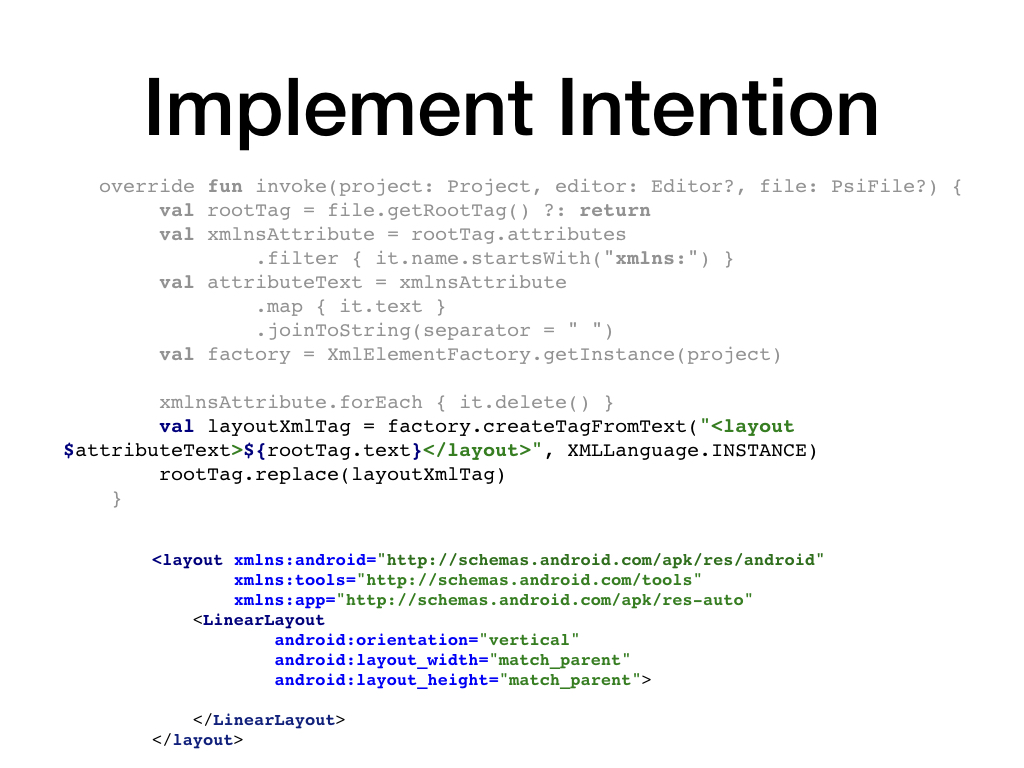 Implement Intention
override fun invoke(project: Project, editor: Editor?, file: PsiFile?) {
val rootTag = file.getRootTag() ?: return
val xmlnsAttribute = rootTag.attributes
.filter { it.name.startsWith("xmlns:") }
val attributeText = xmlnsAttribute
.map { it.text }
.joinToString(separator = " ")
val factory = XmlElementFactory.getInstance(project)
xmlnsAttribute.forEach { it.delete() }
val layoutXmlTag = factory.createTagFromText("<layout
$attributeText>${rootTag.text}</layout>", XMLLanguage.INSTANCE)
rootTag.replace(layoutXmlTag)
}
<layout xmlns:android="http://schemas.android.com/apk/res/android"
xmlns:tools="http://schemas.android.com/tools"
xmlns:app="http://schemas.android.com/apk/res-auto"
<LinearLayout
android:orientation="vertical"
android:layout_width="match_parent"
android:layout_height="match_parent">
</LinearLayout>
</layout>